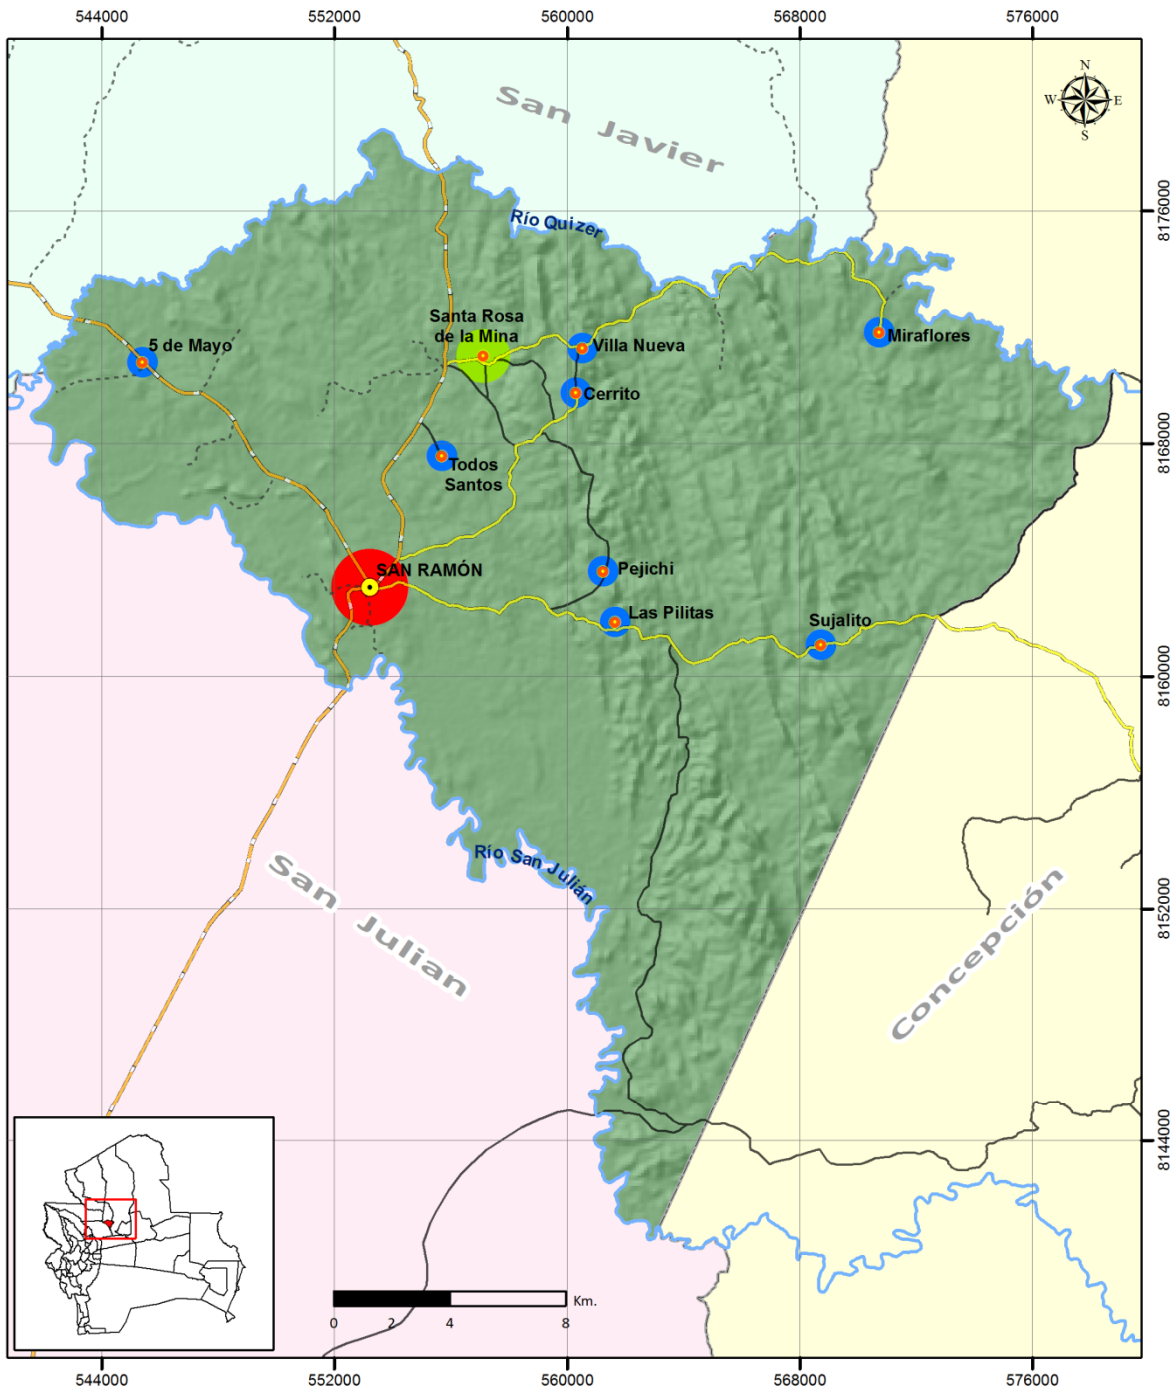 544000
552000
560000
568000
576000
N
W
E
S
San Javier
8176000
Río Quizer
Santa Rosa
de la Mina
5 de Mayo
Villa Nueva
Miraflores
Cerrito
8168000
Todos
Santos
SAN RAMÓN
Pejichi
Las Pilitas
Sujalito
8160000
Río San Julián
San Julian
Concepción
8152000
8144000
0
2
4
8
Km.
544000
552000
560000
568000
576000